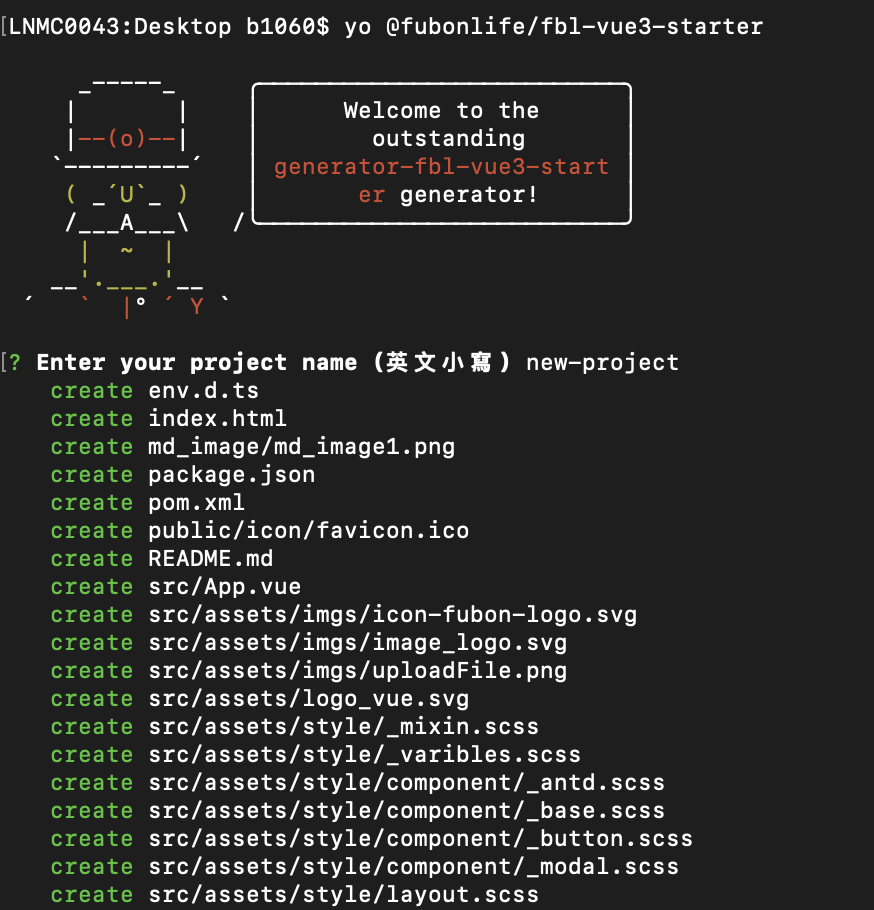 [LNMC0043:Desktop b1060$ yo @fubonlife/fbl-vue3-starter
     _-----_
    |       |
    |--(o)--|
   `---------´
    ( _´U`_ )
    /___A___\   /
     |  ~  |
   __'.___.'__
 ´   `  |° ´ Y `
Welcome to the
outstanding
generator-fbl-vue3-start
er generator!
[? Enter your project name (英文小寫) new-project
create env.d.ts
create index.html
create md_image/md_image1.png
create package.json
create pom.xml
create public/icon/favicon.ico
create README.md
create src/App.vue
create src/assets/imgs/icon-fubon-logo.svg
create src/assets/imgs/image_logo.svg
create src/assets/imgs/uploadFile.png
create src/assets/logo_vue.svg
create src/assets/style/_mixin.scss
create src/assets/style/_varibles.scss
create src/assets/style/component/_antd.scss
create src/assets/style/component/_base.scss
create src/assets/style/component/_button.scss
create src/assets/style/component/_modal.scss
create src/assets/style/layout.scss